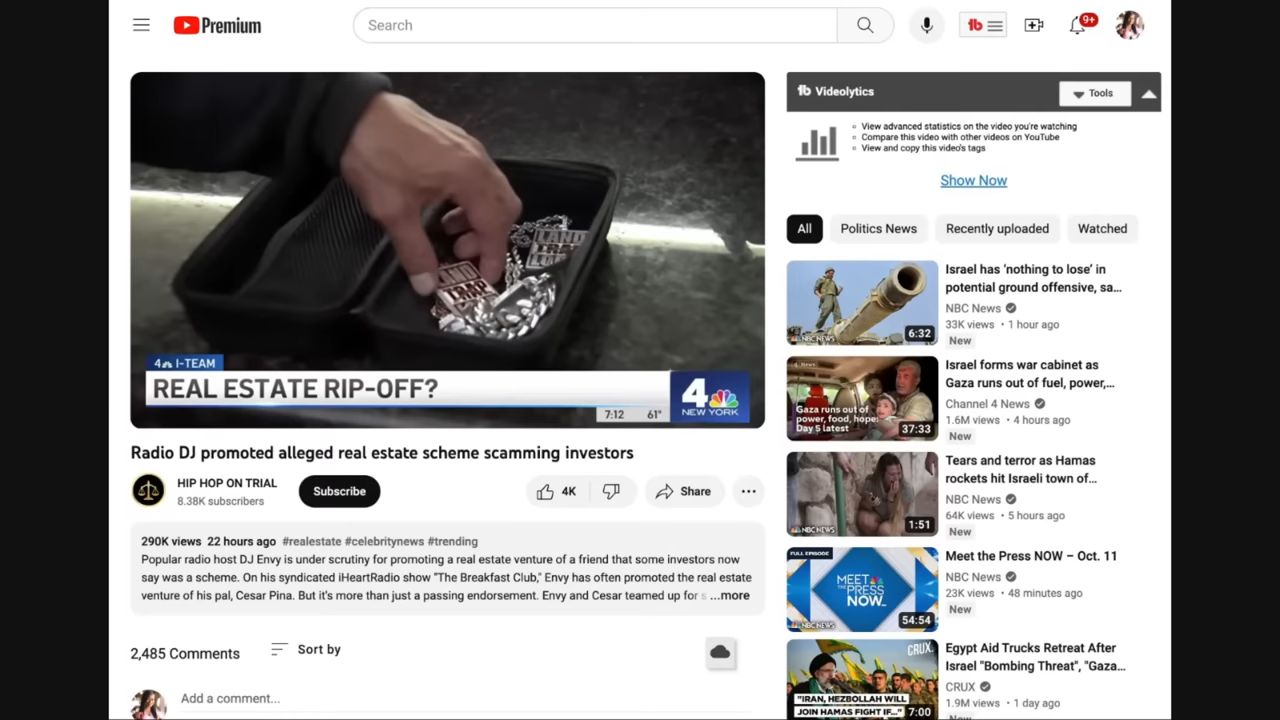 Premium
Search
9+
LAND
TRAP
LAND
4 I-TEAM
REAL ESTATE RIP-OFF?
4
NEW YORK
7:12 61°
Radio DJ promoted alleged real estate scheme scamming investors
HIP HOP ON TRIAL
8.38K subscribers
Subscribe
4K
Share
290K views 22 hours ago #realestate #celebritynews #trending
Popular radio host DJ Envy is under scrutiny for promoting a real estate venture of a friend that some investors now
say was a scheme. On his syndicated iHeartRadio show "The Breakfast Club," Envy has often promoted the real estate
venture of his pal, Cesar Pina. But it's more than just a passing endorsement. Envy and Cesar teamed up for s ...more
2,485 Comments
Sort by
Add a comment...
tb Videolytics
Tools
View advanced statistics on the video you're watching
Compare this video with other videos on YouTube
View and copy this video's tags
Show Now
All
Politics News
Recently uploaded
Watched
NBC NEWS
6:32
Israel has ‘nothing to lose’ in
potential ground offensive, sa...
NBC News
33K views • 1 hour ago
New
Gaza runs out of
power, food, hope:
Day 5 latest
37:33
Israel forms war cabinet as
Gaza runs out of fuel, power,...
Channel 4 News
1.6M views • 4 hours ago
New
NBC NEWS
1:51
Tears and terror as Hamas
rockets hit Israeli town of...
NBC News
64K views • 5 hours ago
New
FULL EPISODE
MEET
THE PRESS
NOW
NBC NEWS
54:54
Meet the Press NOW – Oct. 11
NBC News
23K views • 48 minutes ago
New
CRUX
"IRAN, HEZBOLLAH WILL
JOIN HAMAS FIGHT IF..."
7:00
Egypt Aid Trucks Retreat After
Israel "Bombing Threat", "Gaza...
CRUX
1.9M views • 1 day ago
New